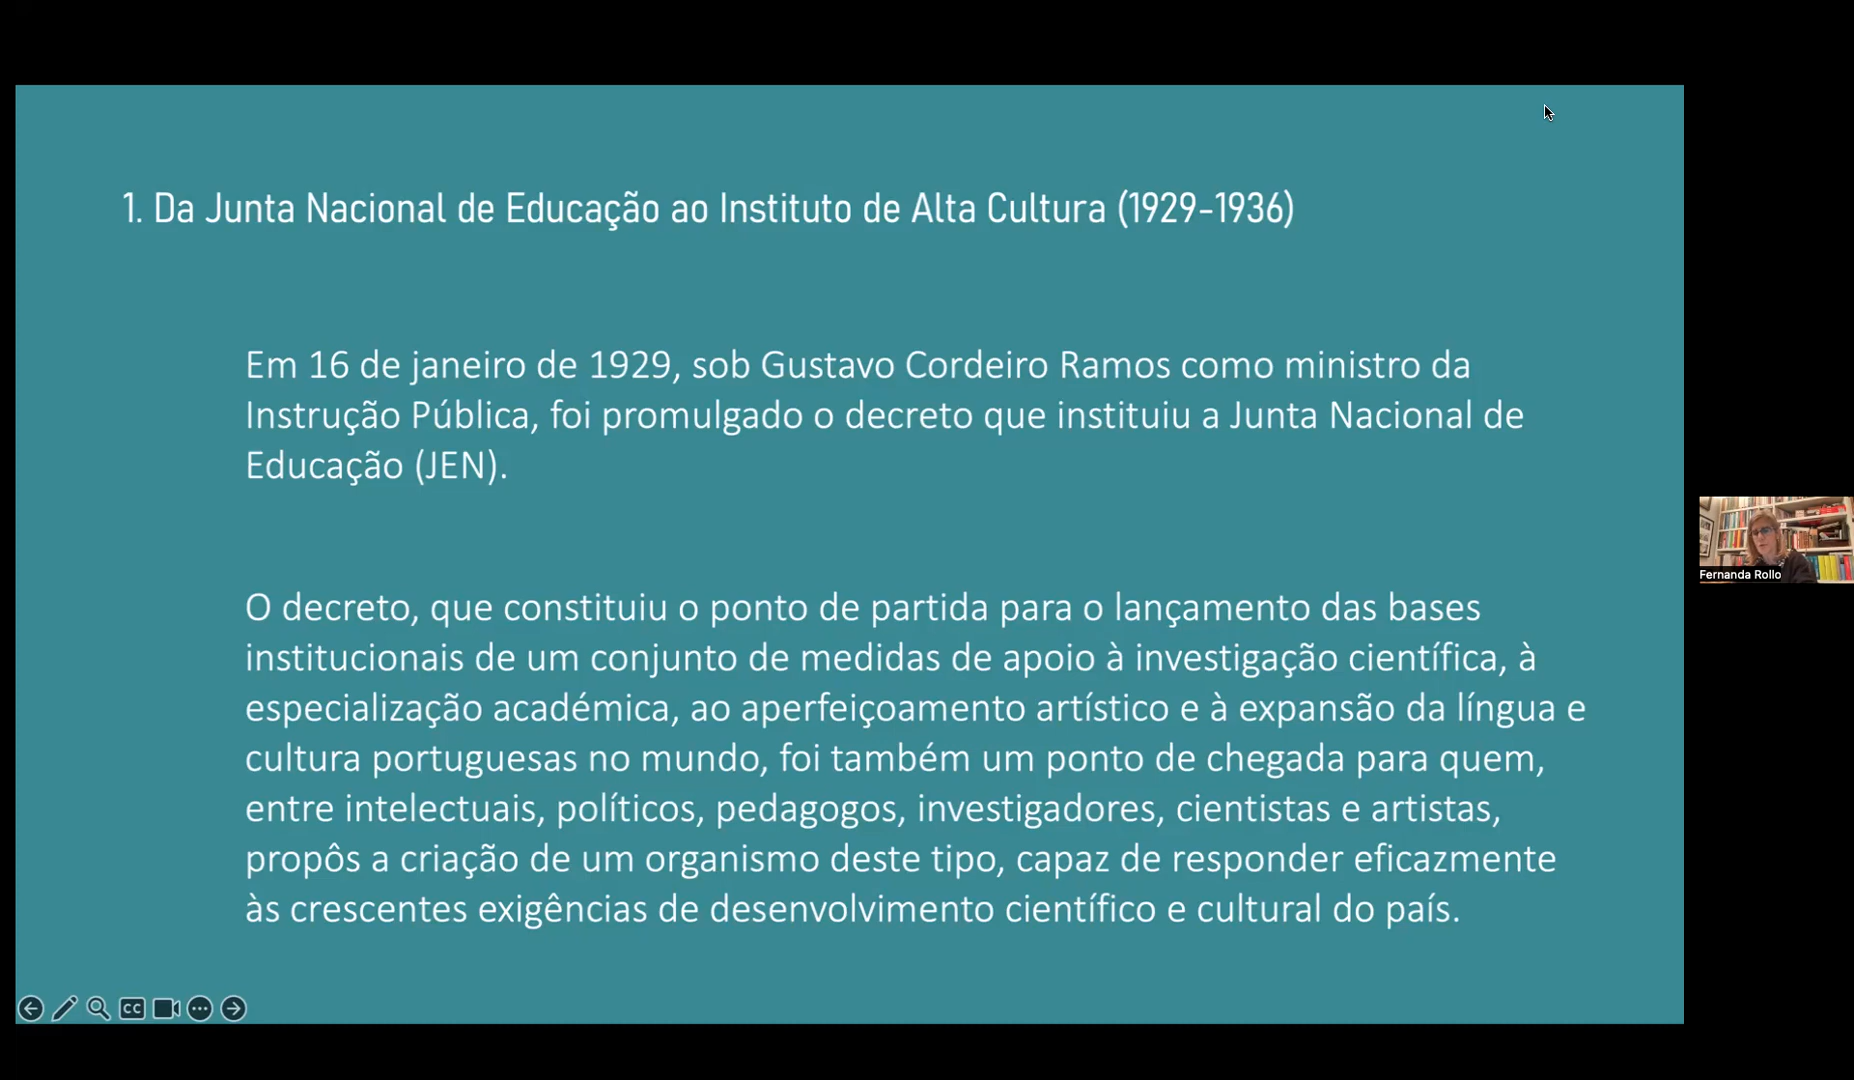 1. Da Junta Nacional de Educação ao Instituto de Alta Cultura (1929-1936)
Em 16 de janeiro de 1929, sob Gustavo Cordeiro Ramos como ministro da
Instrução Pública, foi promulgado o decreto que instituiu a Junta Nacional de
Educação (JEN).
O decreto, que constituiu o ponto de partida para o lançamento das bases
institucionais de um conjunto de medidas de apoio à investigação científica, à
especialização académica, ao aperfeiçoamento artístico e à expansão da língua e
cultura portuguesas no mundo, foi também um ponto de chegada para quem,
entre intelectuais, políticos, pedagogos, investigadores, cientistas e artistas,
propôs a criação de um organismo deste tipo, capaz de responder eficazmente
às crescentes exigências de desenvolvimento científico e cultural do país.
CC
Fernanda Rollo